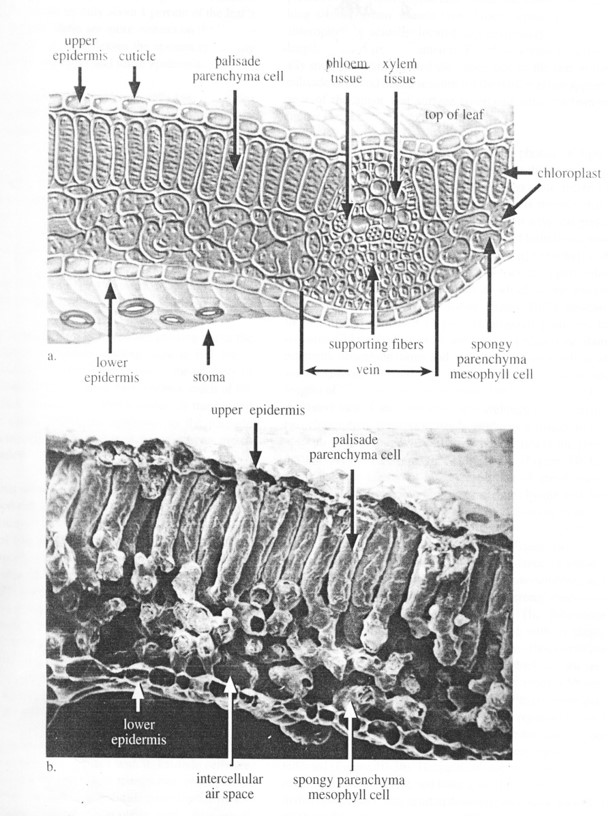 upper
epidermis
cuticle
palisade
parenchyma cell
phloem
tissue
xylem
tissue
top of leaf
chloroplast
a.
lower
epidermis
stoma
supporting fibers
vein
spongy
parenchyma
mesophyll cell
upper epidermis
palisade
parenchyma cell
lower
epidermis
b.
intercellular
air space
spongy parenchyma
mesophyll cell